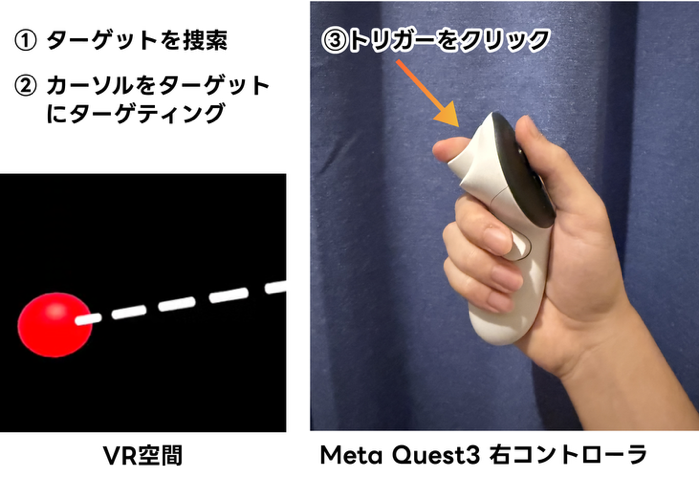 ① ターゲットを捜索
② カーソルをターゲット
にターゲティング
③トリガーをクリック
VR空間
Meta Quest3 右コントローラ